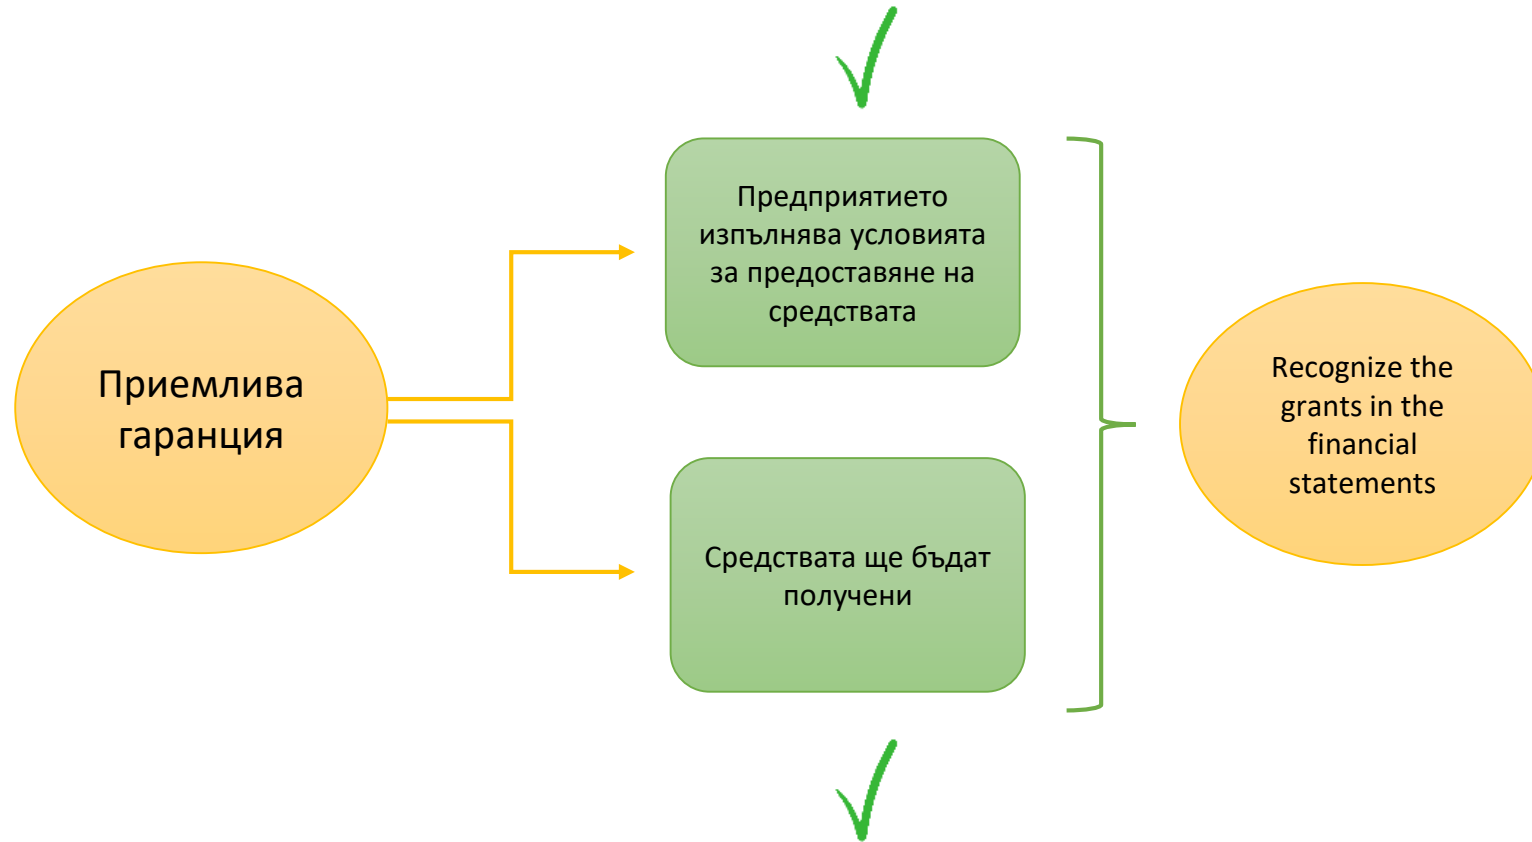 Приемлива
гаранция
Предприятието
изпълнява условията
за предоставяне на
средствата
Средствата ще бъдат
получени
Recognize the
grants in the
financial
statements